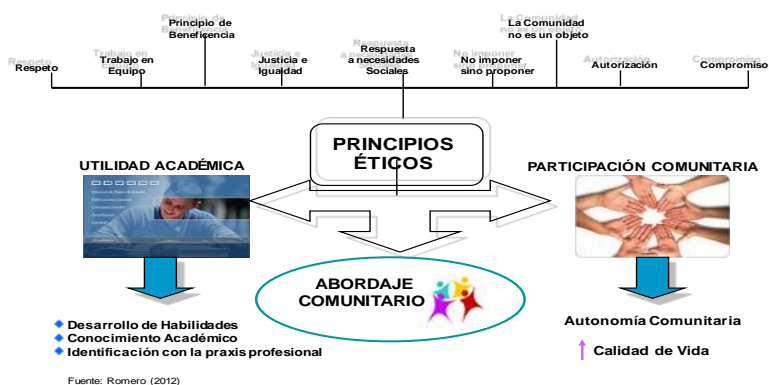 Principio de
Beneficencia
La Comunidad
no es un objeto
Respeto
Trabajo en
Equipo
Justicia e
Igualdad
Respuesta
a necesidades
Sociales
No imponer
sino proponer
Autorización
Compromiso
PRINCIPIOS
ÉTICOS
UTILIDAD ACADÉMICA
PARTICIPACIÓN COMUNITARIA
ABORDAJE
COMUNITARIO
Desarrollo de Habilidades
Conocimiento Académico
Identificación con la praxis profesional
Autonomía Comunitaria
Calidad de Vida
Fuente: Romero (2012)